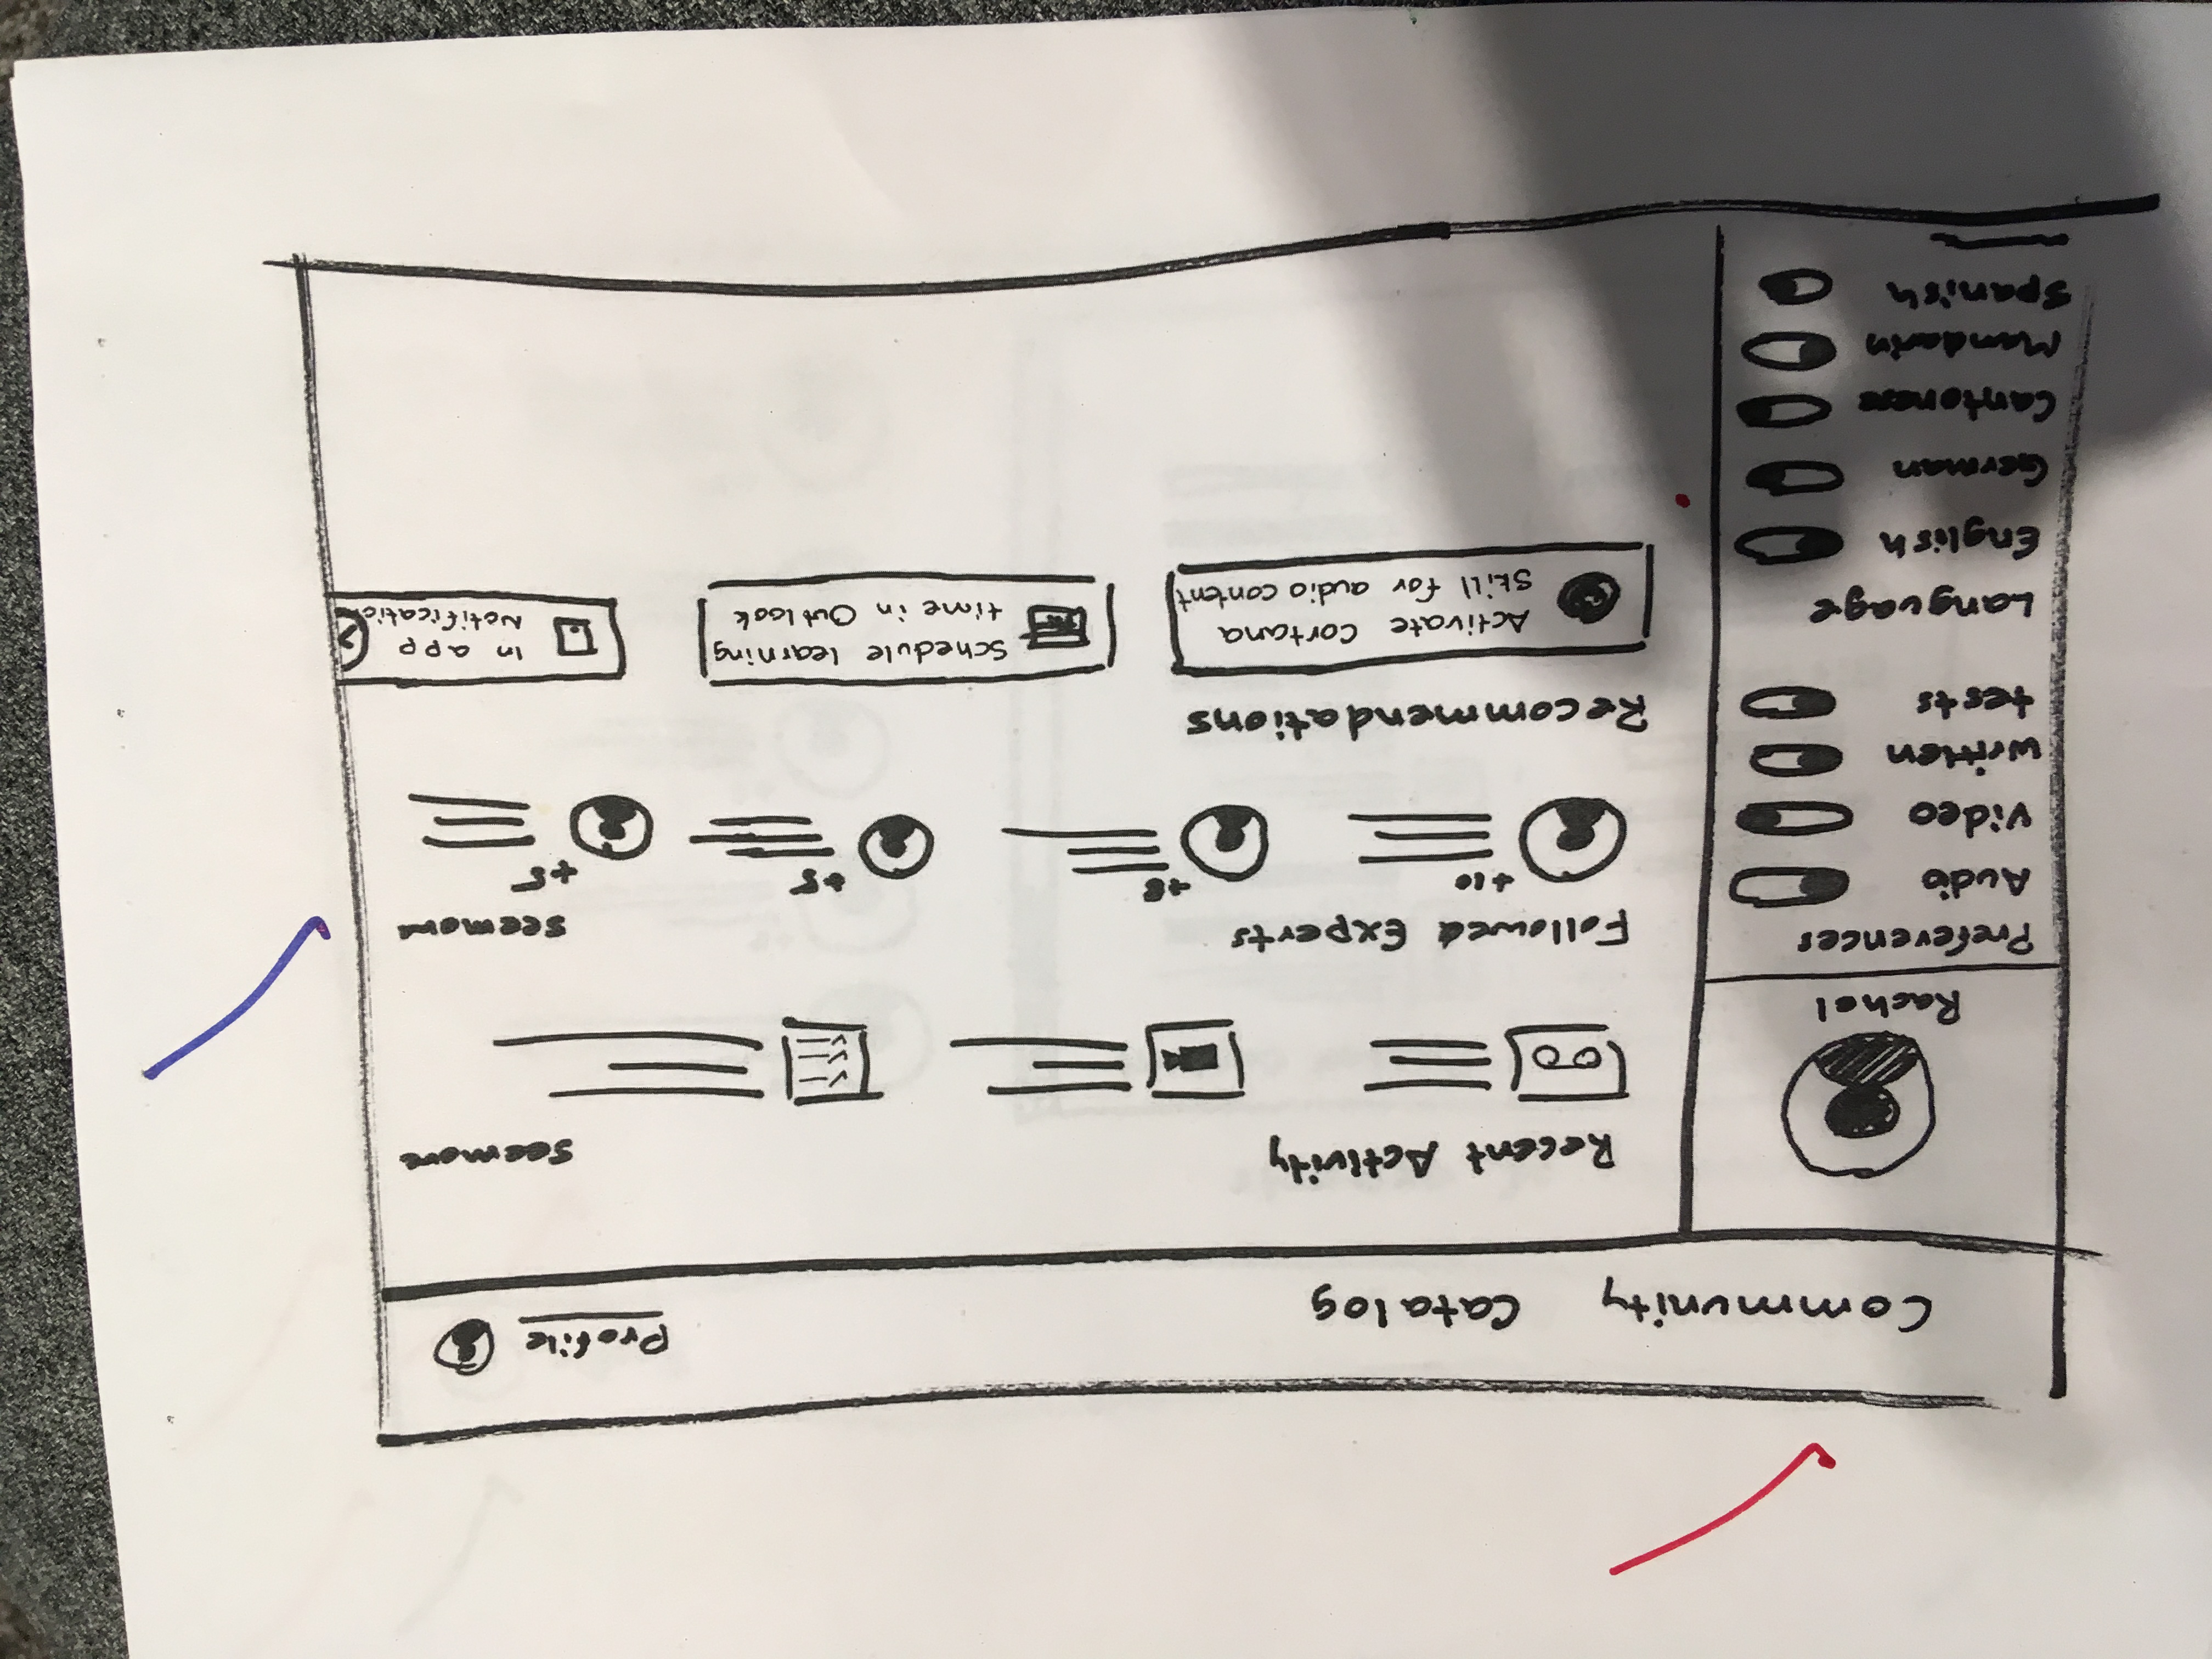 Community Catalog Profile
Rachel
Preferences
Audio
Video
written
tests
Language
English
German
Cantonese
Mandarin
Spanish
Recent Activity
See more
Followed Experts
See more
+10
+8
+5
+5
Recommendations
Activate Cortana
Skill for audio content
Schedule learning
time in Outlook
In app
Notification